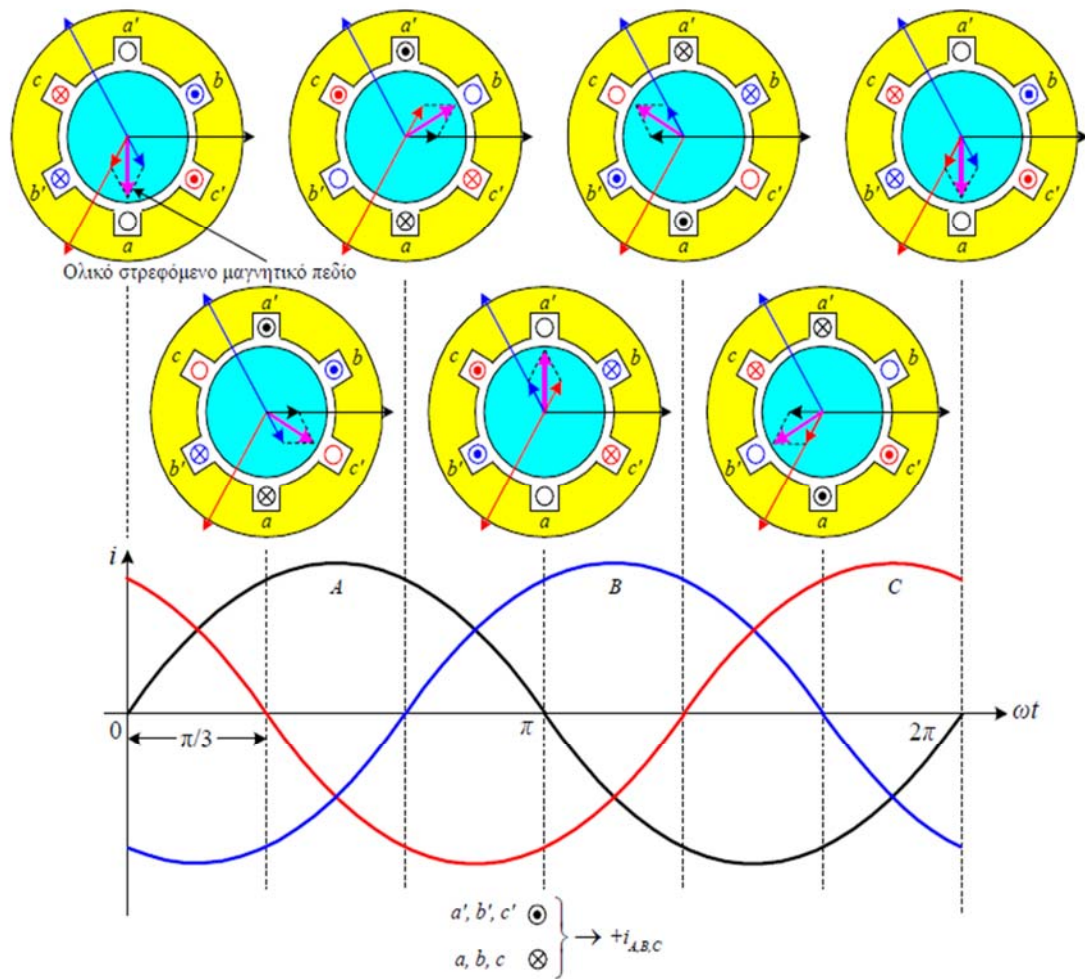 a' a' a' a'
c b c b c b c b
b' c' b' c' b' c' b' c'
a a a a
Ολικό στρεφόμενο μαγνητικό πεδίο
a' a' a'
c b c b c b
b' c' b' c' b' c'
a a a
i
A B C
0 π 2π ωt
π/3
a', b', c' ⊙
→ +i_{A,B,C}
a, b, c ⊗